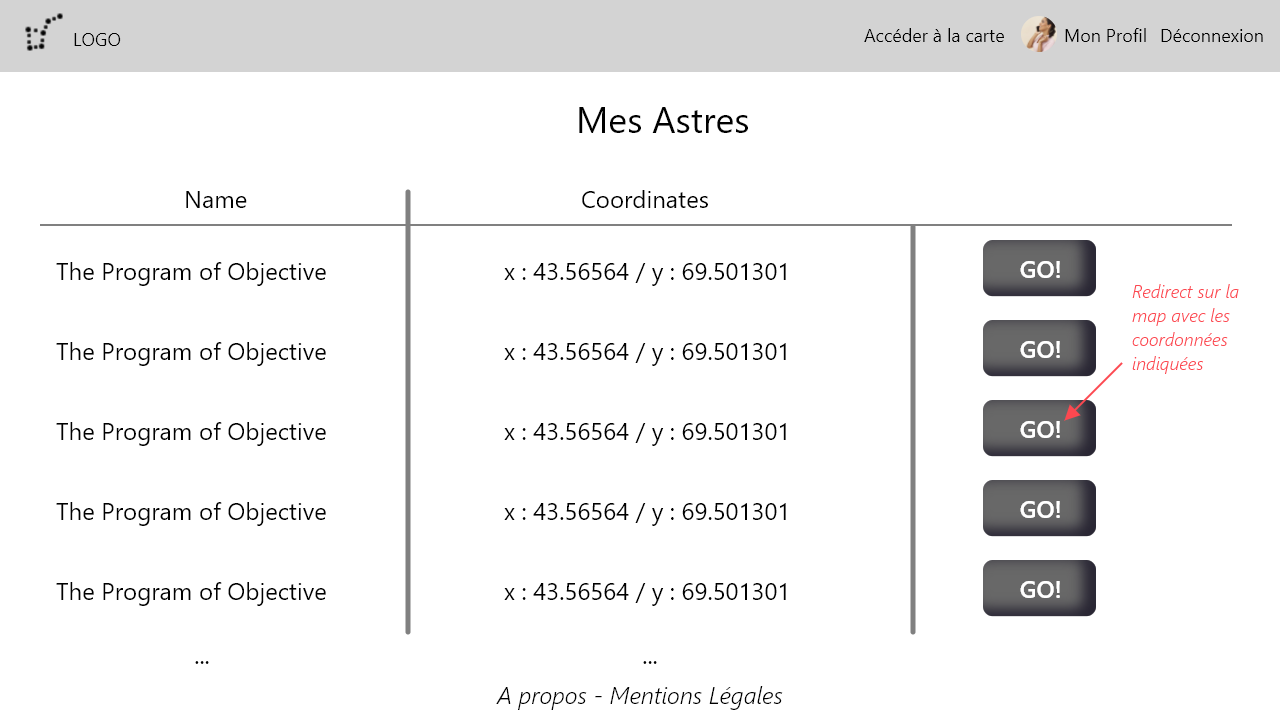 LOGO
Accéder à la carte Mon Profil Déconnexion
Mes Astres
Name Coordinates
The Program of Objective x : 43.56564 / y : 69.501301 GO!
Redirect sur la
map avec les
coordonnées
indiquées
The Program of Objective x : 43.56564 / y : 69.501301 GO!
The Program of Objective x : 43.56564 / y : 69.501301 GO!
The Program of Objective x : 43.56564 / y : 69.501301 GO!
The Program of Objective x : 43.56564 / y : 69.501301 GO!
... ...
A propos - Mentions Légales